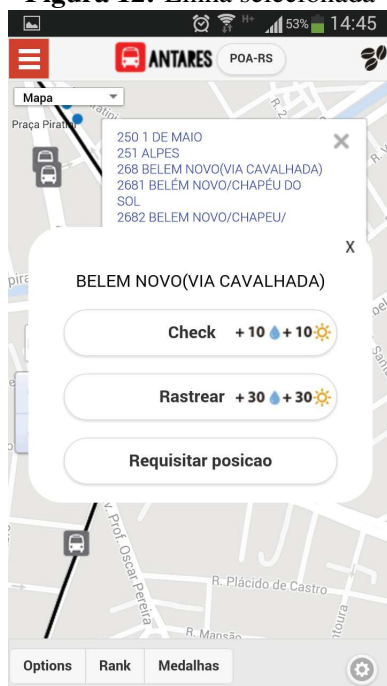 Figura 12: Linha selecionada
H+ 53% 14:45
ANTARES POA-RS
Mapa
Praça Piratini
250 1 DE MAIO
251 ALPES
268 BELEM NOVO(VIA CAVALHADA)
2681 BELÉM NOVO/CHAPÉU DO
SOL
2682 BELEM NOVO/CHAPEU/
X
BELEM NOVO(VIA CAVALHADA)
Check +10 +10
Rastrear +30 +30
Requisitar posicao
Prof. Oscar Pereira
R. Plácido de Castro
R. Mansão
Options Rank Medalhas